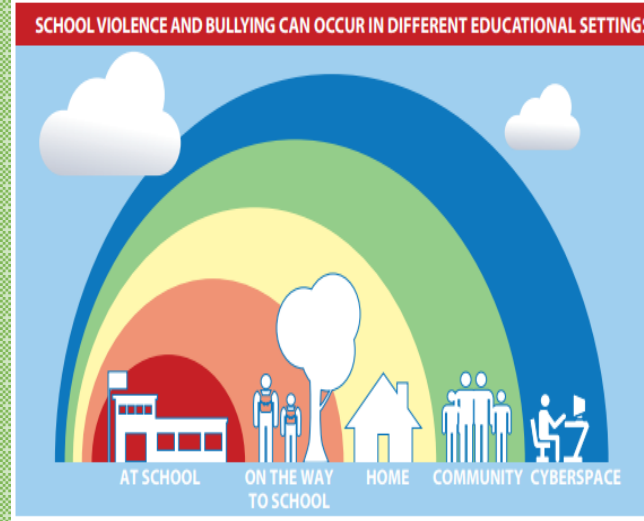 SCHOOL VIOLENCE AND BULLYING CAN OCCUR IN DIFFERENT EDUCATIONAL SETTINGS
AT SCHOOL
ON THE WAY
TO SCHOOL
HOME
COMMUNITY
CYBERSPACE